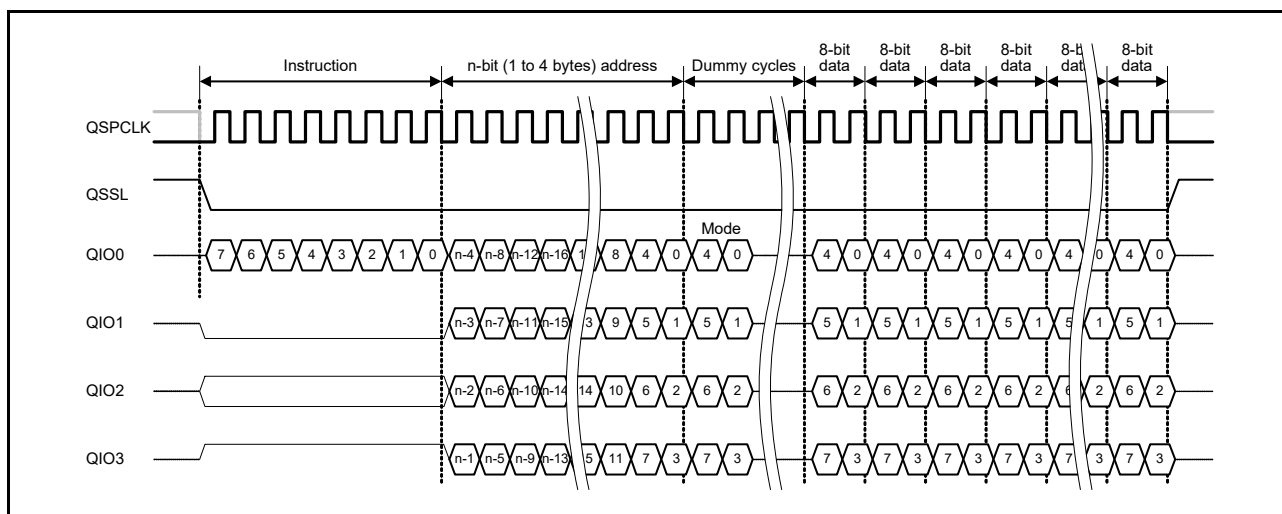 8-bit data 8-bit data 8-bit data 8-bit data 8-bit data 8-bit data
Instruction n-bit (1 to 4 bytes) address Dummy cycles
QSPCLK
QSSL
Mode
QIO0 7 6 5 4 3 2 1 0 n-4 n-8 n-12 n-16 1 8 4 0 4 0 4 0 4 0 4 0 4 0 4 0 4 0
QIO1 n-3 n-7 n-11 n-15 3 9 5 1 5 1 5 1 5 1 5 1 5 1 5 1 5 1
QIO2 n-2 n-6 n-10 n-14 14 10 6 2 6 2 6 2 6 2 6 2 6 2 6 2 6 2
QIO3 n-1 n-5 n-9 n-13 5 11 7 3 7 3 7 3 7 3 7 3 7 3 7 3 7 3